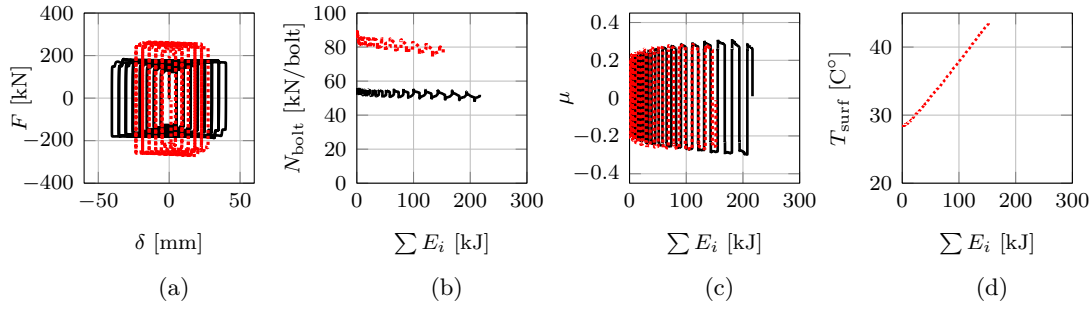 400
200
0
−200
−400
−50 0 50
F [kN]
δ [mm]
(a)
100
80
60
40
20
0
0 100 200 300
N_bolt [kN/bolt]
∑ E_i [kJ]
(b)
0.4
0.2
0
−0.2
−0.4
0 100 200 300
μ
∑ E_i [kJ]
(c)
40
30
20
0 100 200 300
T_surf [C°]
∑ E_i [kJ]
(d)